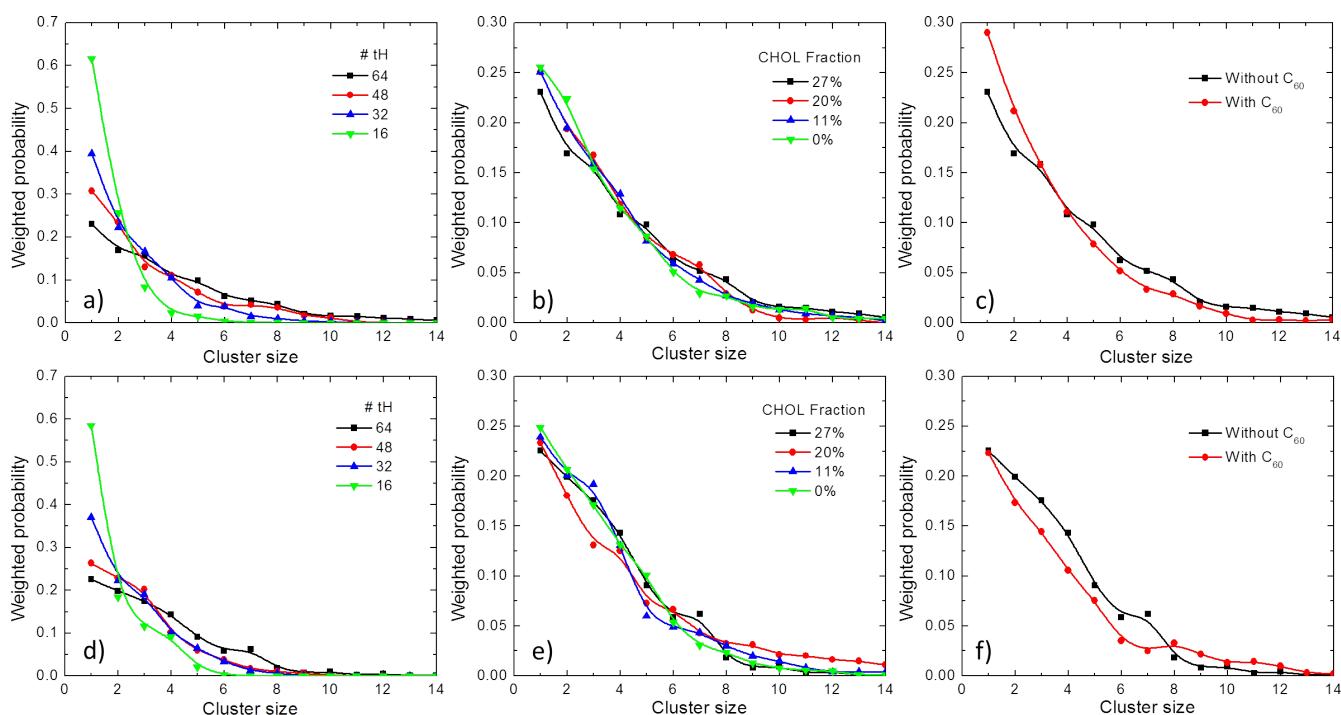 0.7
0.6
0.5
0.4
0.3
0.2
0.1
0.0
0 2 4 6 8 10 12 14
Weighted probability
Cluster size
# tH
64
48
32
16
a)
0.30
0.25
0.20
0.15
0.10
0.05
0.00
0 2 4 6 8 10 12 14
Weighted probability
Cluster size
CHOL Fraction
27%
20%
11%
0%
b)
0.30
0.25
0.20
0.15
0.10
0.05
0.00
0 2 4 6 8 10 12 14
Weighted probability
Cluster size
Without C60
With C60
c)
0.7
0.6
0.5
0.4
0.3
0.2
0.1
0.0
0 2 4 6 8 10 12 14
Weighted probability
Cluster size
# tH
64
48
32
16
d)
0.30
0.25
0.20
0.15
0.10
0.05
0.00
0 2 4 6 8 10 12 14
Weighted probability
Cluster size
CHOL Fraction
27%
20%
11%
0%
e)
0.30
0.25
0.20
0.15
0.10
0.05
0.00
0 2 4 6 8 10 12 14
Weighted probability
Cluster size
Without C60
With C60
f)